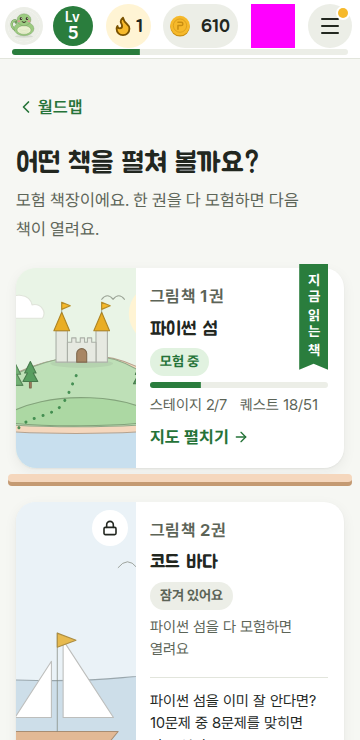 Lv
5
1
610
월드맵
어떤 책을 펼쳐 볼까요?
모험 책장이에요. 한 권을 다 모험하면 다음
책이 열려요.
지금 읽는 책
그림책 1권
파이썬 섬
모험 중
스테이지 2/7 퀘스트 18/51
지도 펼치기 →
그림책 2권
코드 바다
잠겨 있어요
파이썬 섬을 다 모험하면
열려요
파이썬 섬을 이미 잘 안다면?
10문제 중 8문제를 맞히면